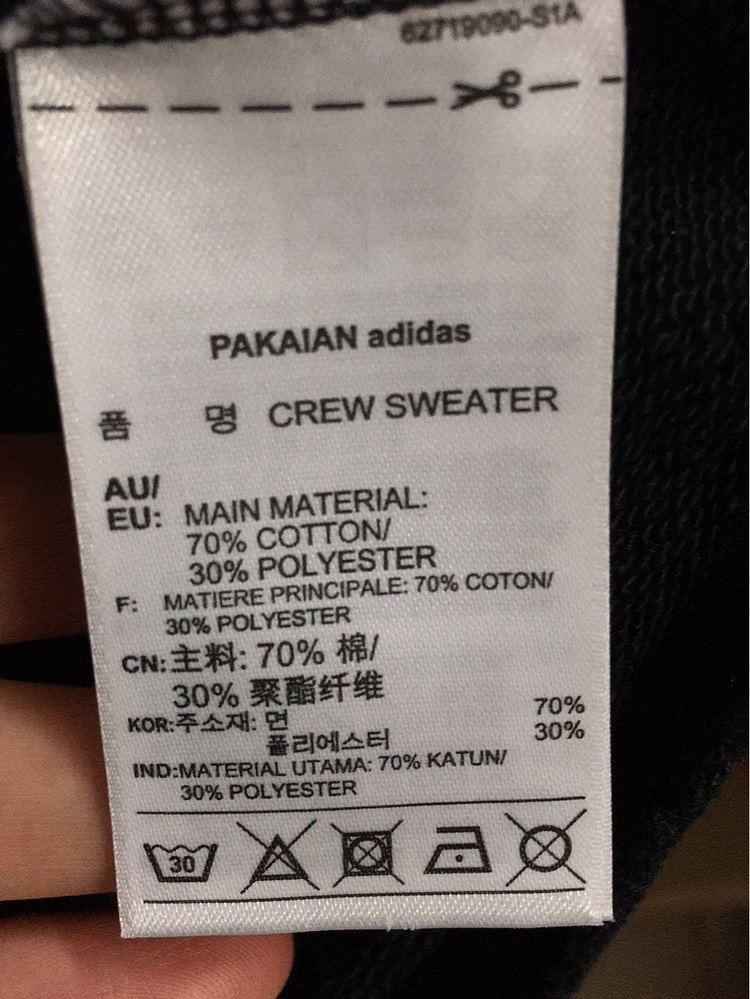 62719090-S1A
PAKAIAN adidas
품 명 CREW SWEATER
AU/
EU: MAIN MATERIAL:
70% COTTON/
30% POLYESTER
F: MATIERE PRINCIPALE: 70% COTON/
30% POLYESTER
CN:主料: 70% 棉/
30% 聚酯纤维
KOR:주소재: 면 70%
폴리에스터 30%
IND:MATERIAL UTAMA: 70% KATUN/
30% POLYESTER
30